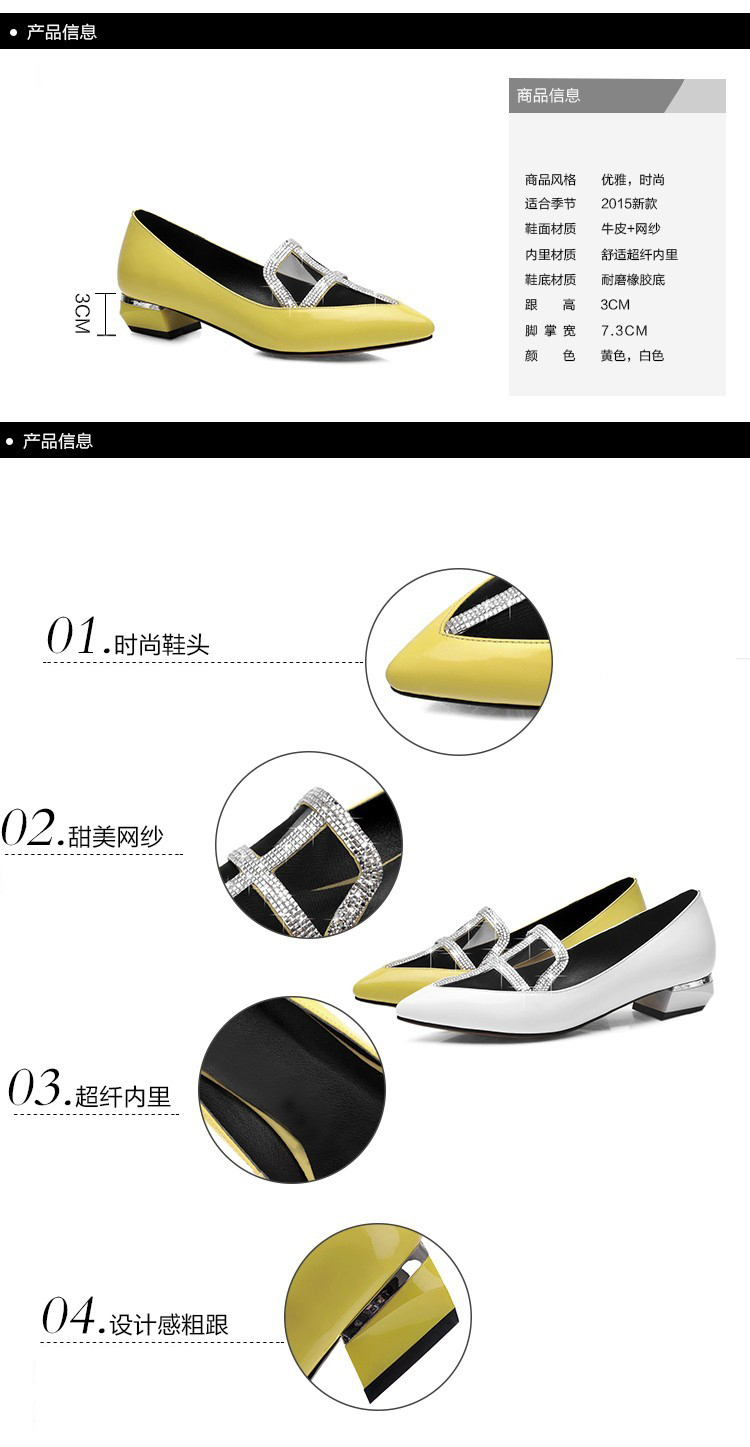 产品信息
商品信息
商品风格 优雅，时尚
适合季节 2015新款
鞋面材质 牛皮+网纱
内里材质 舒适超纤内里
鞋底材质 耐磨橡胶底
跟 高 3CM
脚 掌 宽 7.3CM
颜 色 黄色，白色
3CM
产品信息
01.时尚鞋头
02.甜美网纱
03.超纤内里
04.设计感粗跟